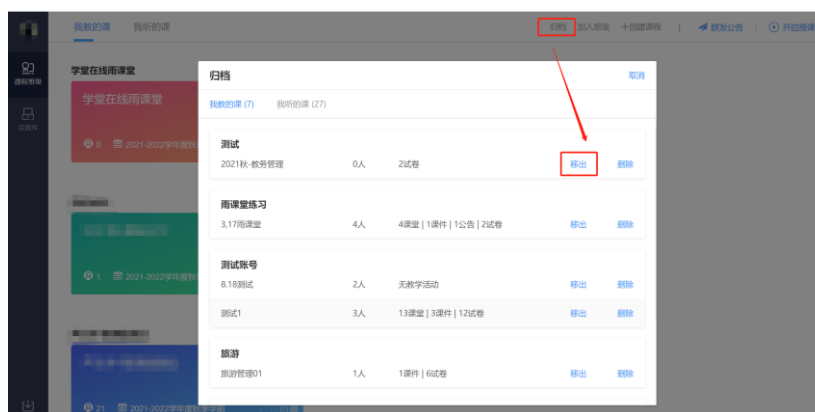 我教的课 我听的课 归档 加入班级 +创建课程 | 群发公告 | 开启授课
课程班级
试题库
学堂在线雨课堂
学堂在线雨课堂
0 2021-2022学年度秋
1 2021-2022学年度秋
21 2021-2022学年度秋季学
归档 取消
我教的课 (7) 我听的课 (27)
测试
2021秋-教务管理 0人 2试卷 移出 删除
雨课堂练习
3,17雨课堂 4人 4课堂 | 1课件 | 1公告 | 2试卷 移出 删除
测试账号
8.18测试 2人 无教学活动 移出 删除
测试1 3人 13课堂 | 3课件 | 12试卷 移出 删除
旅游
旅游管理01 1人 1课件 | 6试卷 移出 删除